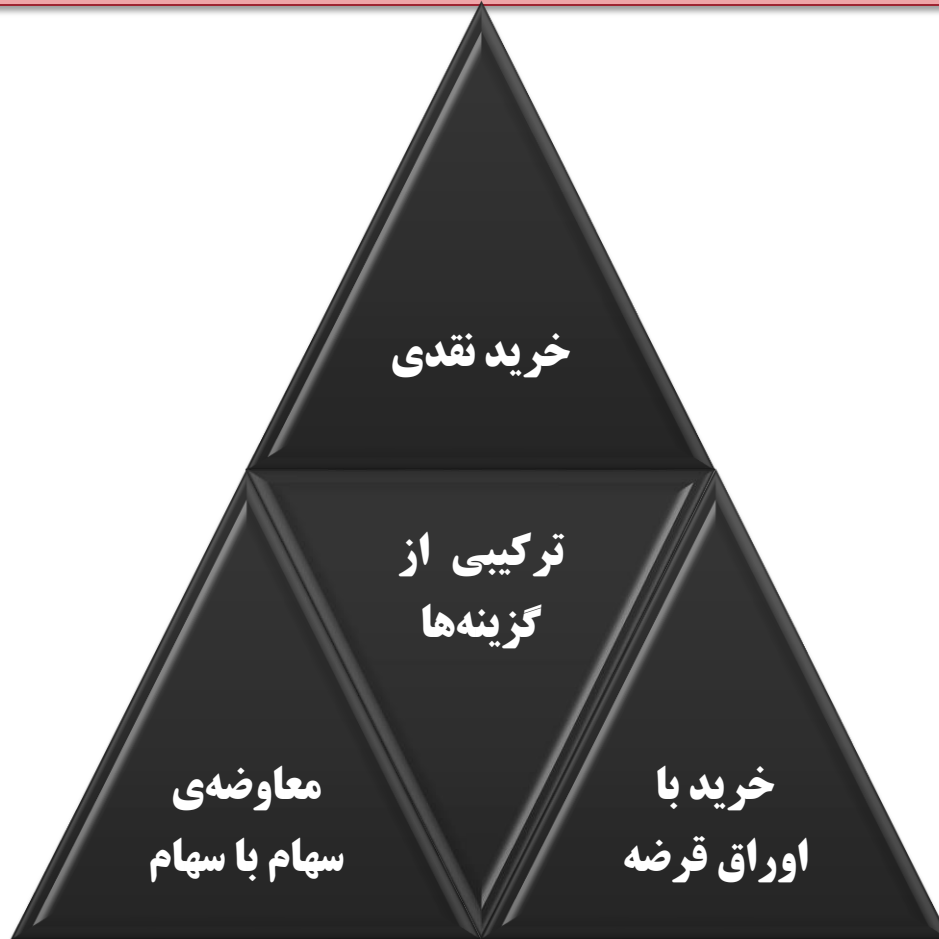 خرید نقدی
ترکیبی از
گزینه‌ها
خرید با
اوراق قرضه
معاوضه‌ی
سهام با سهام